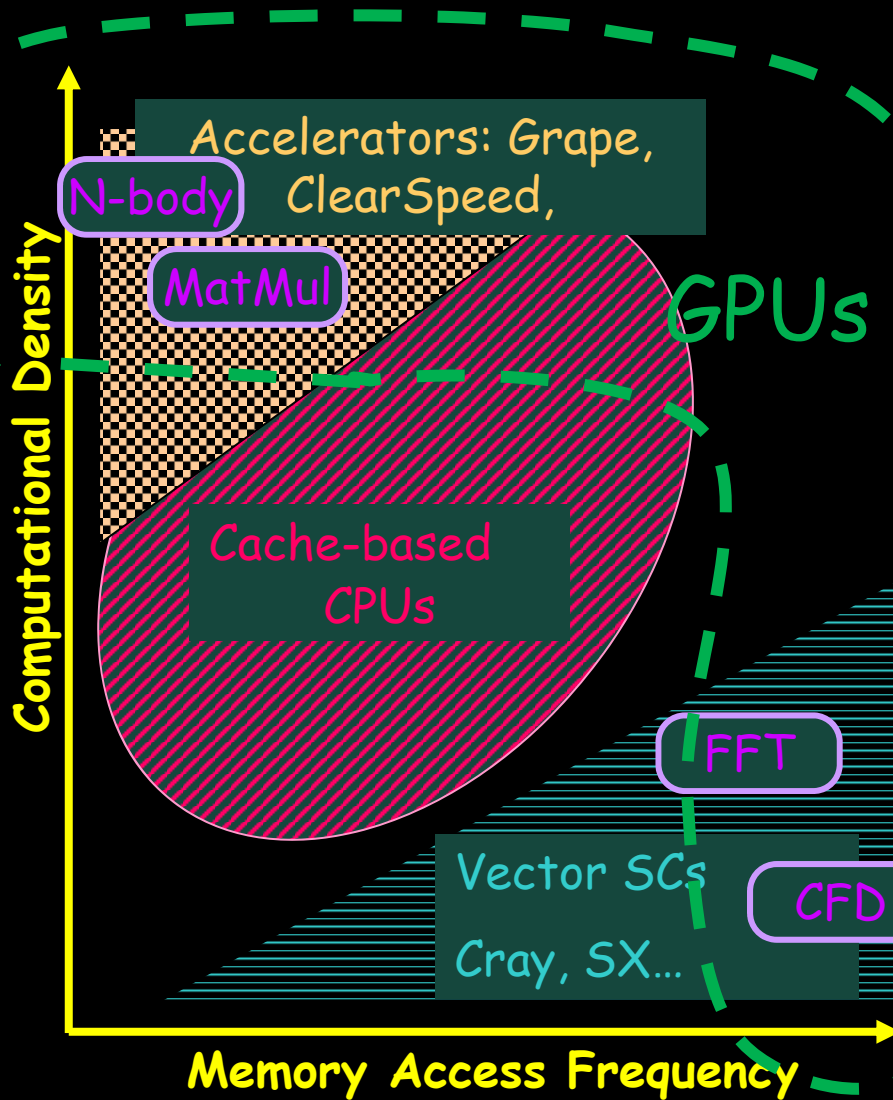 Accelerators: Grape,
ClearSpeed,
N-body
MatMul
GPUs
Computational Density
Cache-based
CPUs
FFT
Vector SCs
CFD
Cray, SX…
Memory Access Frequency